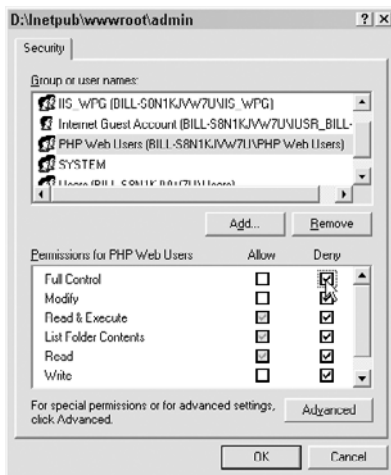 D:\Inetpub\wwwroot\admin
Security
Group or user names:
IIS_WPG (BILL-S8N1KJVW7U\IIS_WPG)
Internet Guest Account (BILL-S8N1KJVW7U\IUSR_BILL-
PHP Web Users (BILL-S8N1KJVW7U\PHP Web Users)
SYSTEM
Add... Remove
Permissions for PHP Web Users Allow Deny
Full Control
Modify
Read & Execute
List Folder Contents
Read
Write
For special permissions or for advanced settings,
click Advanced.
Advanced
OK Cancel